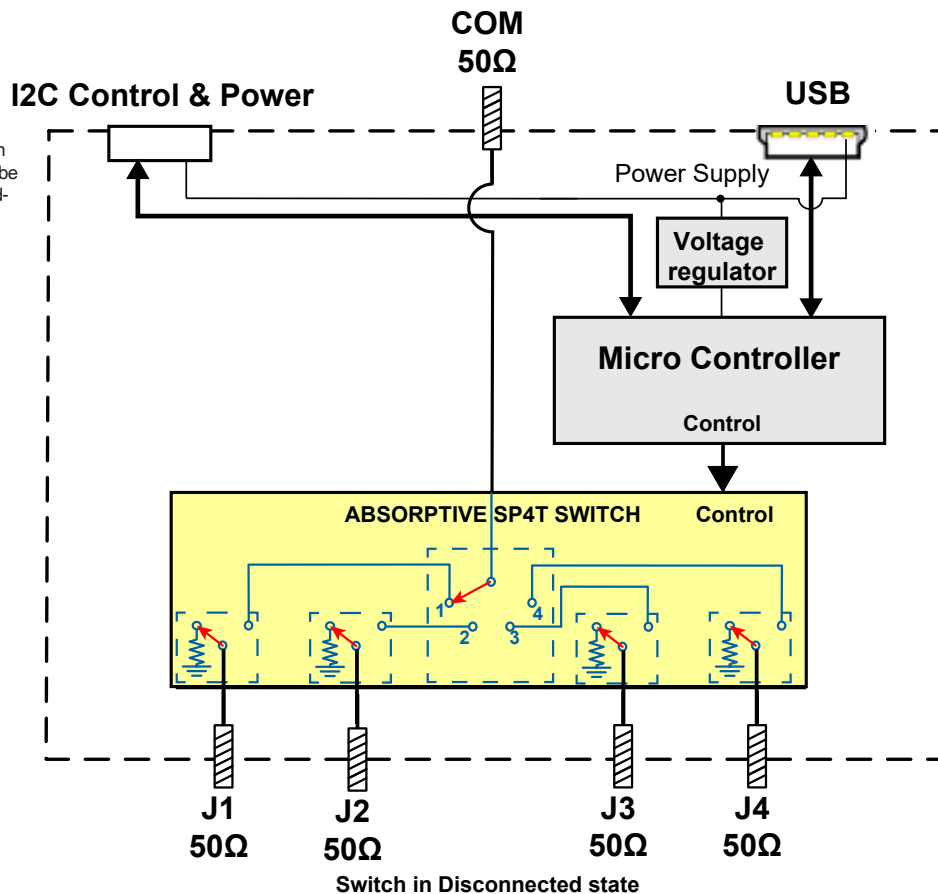 COM
50Ω
I2C Control & Power
USB
be
Power Supply
Voltage
regulator
Micro Controller
Control
ABSORPTIVE SP4T SWITCH
Control
1
4
2
3
J1
50Ω
J2
50Ω
J3
50Ω
J4
50Ω
Switch in Disconnected state